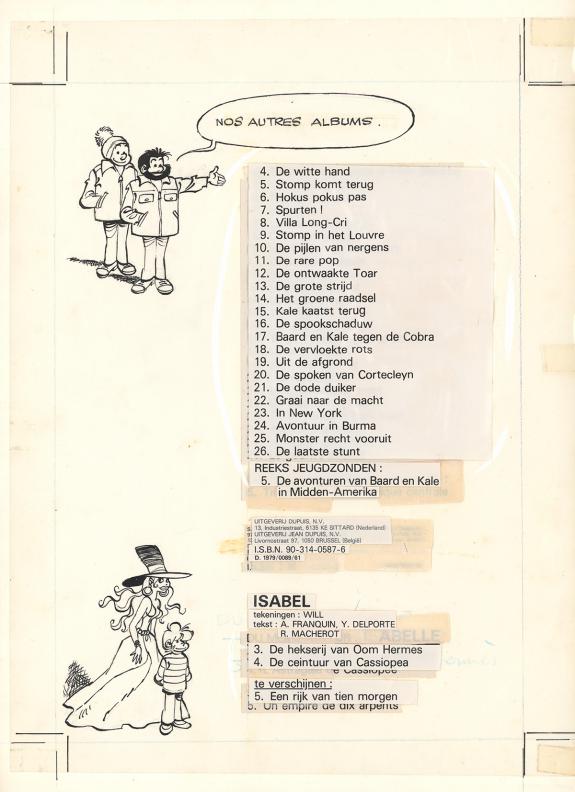 NOS AUTRES ALBUMS.
4. De witte hand
5. Stomp komt terug
6. Hokus pokus pas
7. Spurten !
8. Villa Long-Cri
9. Stomp in het Louvre
10. De pijlen van nergens
11. De rare pop
12. De ontwaakte Toar
13. De grote strijd
14. Het groene raadsel
15. Kale kaatst terug
16. De spookschaduw
17. Baard en Kale tegen de Cobra
18. De vervloekte rots
19. Uit de afgrond
20. De spoken van Cortecleyn
21. De dode duiker
22. Graai naar de macht
23. In New York
24. Avontuur in Burma
25. Monster recht vooruit
26. De laatste stunt
REEKS JEUGDZONDEN :
5. De avonturen van Baard en Kale
in Midden-Amerika
UITGEVERIJ DUPUIS, N.V.
13, Industriestraat, 6135 KE SITTARD (Nederland)
UITGEVERIJ JEAN DUPUIS, N.V.
Livornostraat 97, 1050 BRUSSEL (België)
I.S.B.N. 90-314-0587-6
D. 1979/0089/61
ISABEL
tekeningen : WILL
tekst : A. FRANQUIN, Y. DELPORTE
R. MACHEROT
ABELLE
3. De heksерij van Oom Hermes
4. De ceintuur van Cassiopea
te verschijnen :
5. Een rijk van tien morgen
5. Un empire de dix arpents